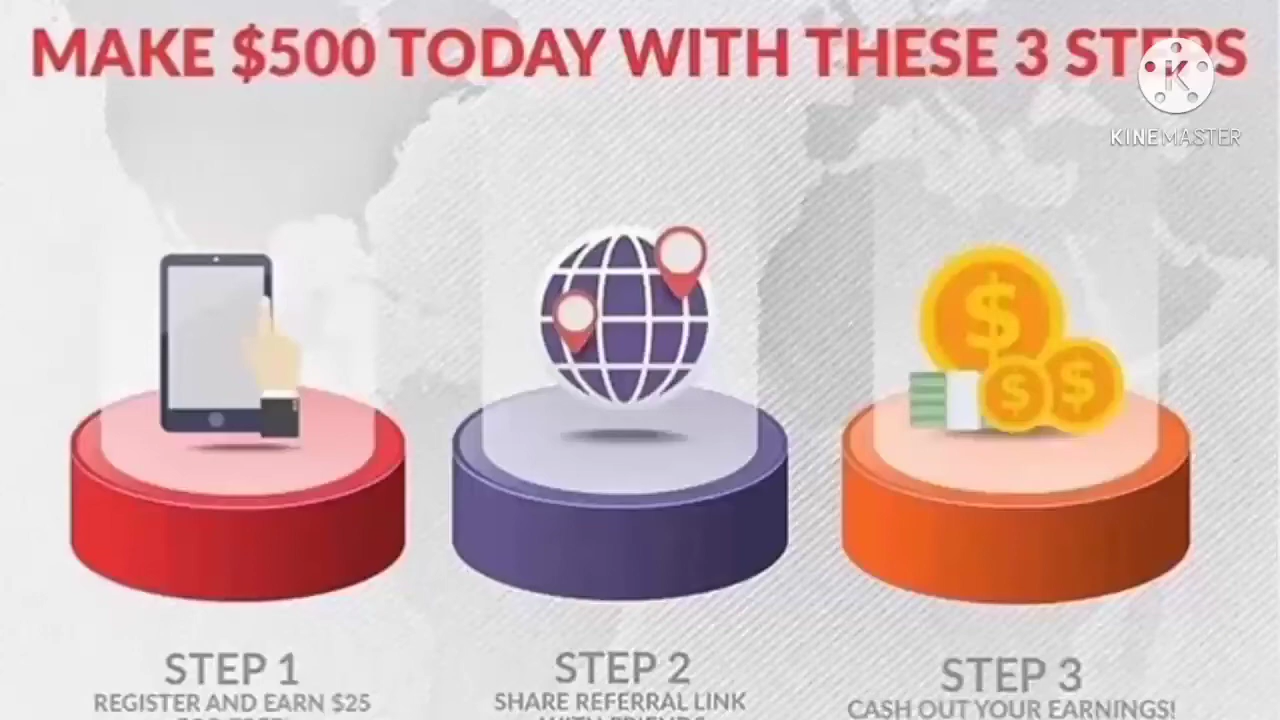 MAKE $500 TODAY WITH THESE 3 STEPS
KINEMASTER
STEP 1
REGISTER AND EARN $25
STEP 2
SHARE REFERRAL LINK
STEP 3
CASH OUT YOUR EARNINGS!